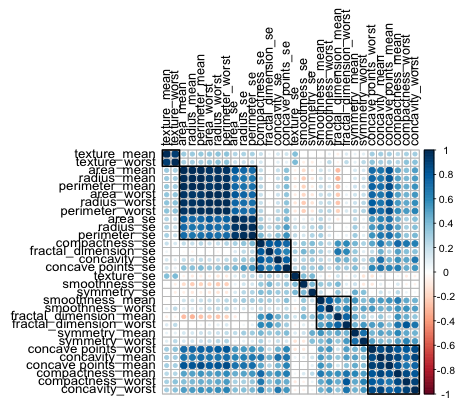 texture_mean
texture_worst
area_mean
radius_mean
perimeter_mean
area_worst
radius_worst
perimeter_worst
area_se
radius_se
perimeter_se
compactness_se
fractal_dimension_se
concavity_se
concave points_se
texture_se
smoothness_se
symmetry_se
smoothness_mean
smoothness_worst
fractal_dimension_mean
fractal_dimension_worst
symmetry_mean
symmetry_worst
concave points_worst
concavity_mean
concave points_mean
compactness_mean
compactness_worst
concavity_worst
texture_mean
texture_worst
area_mean
radius_mean
perimeter_mean
area_worst
radius_worst
perimeter_worst
area_se
radius_se
perimeter_se
compactness_se
fractal_dimension_se
concavity_se
concave points_se
texture_se
smoothness_se
symmetry_se
smoothness_mean
smoothness_worst
fractal_dimension_mean
fractal_dimension_worst
symmetry_mean
symmetry_worst
concave points_worst
concavity_mean
concave points_mean
compactness_mean
compactness_worst
concavity_worst
1
0.8
0.6
0.4
0.2
0
-0.2
-0.4
-0.6
-0.8
-1